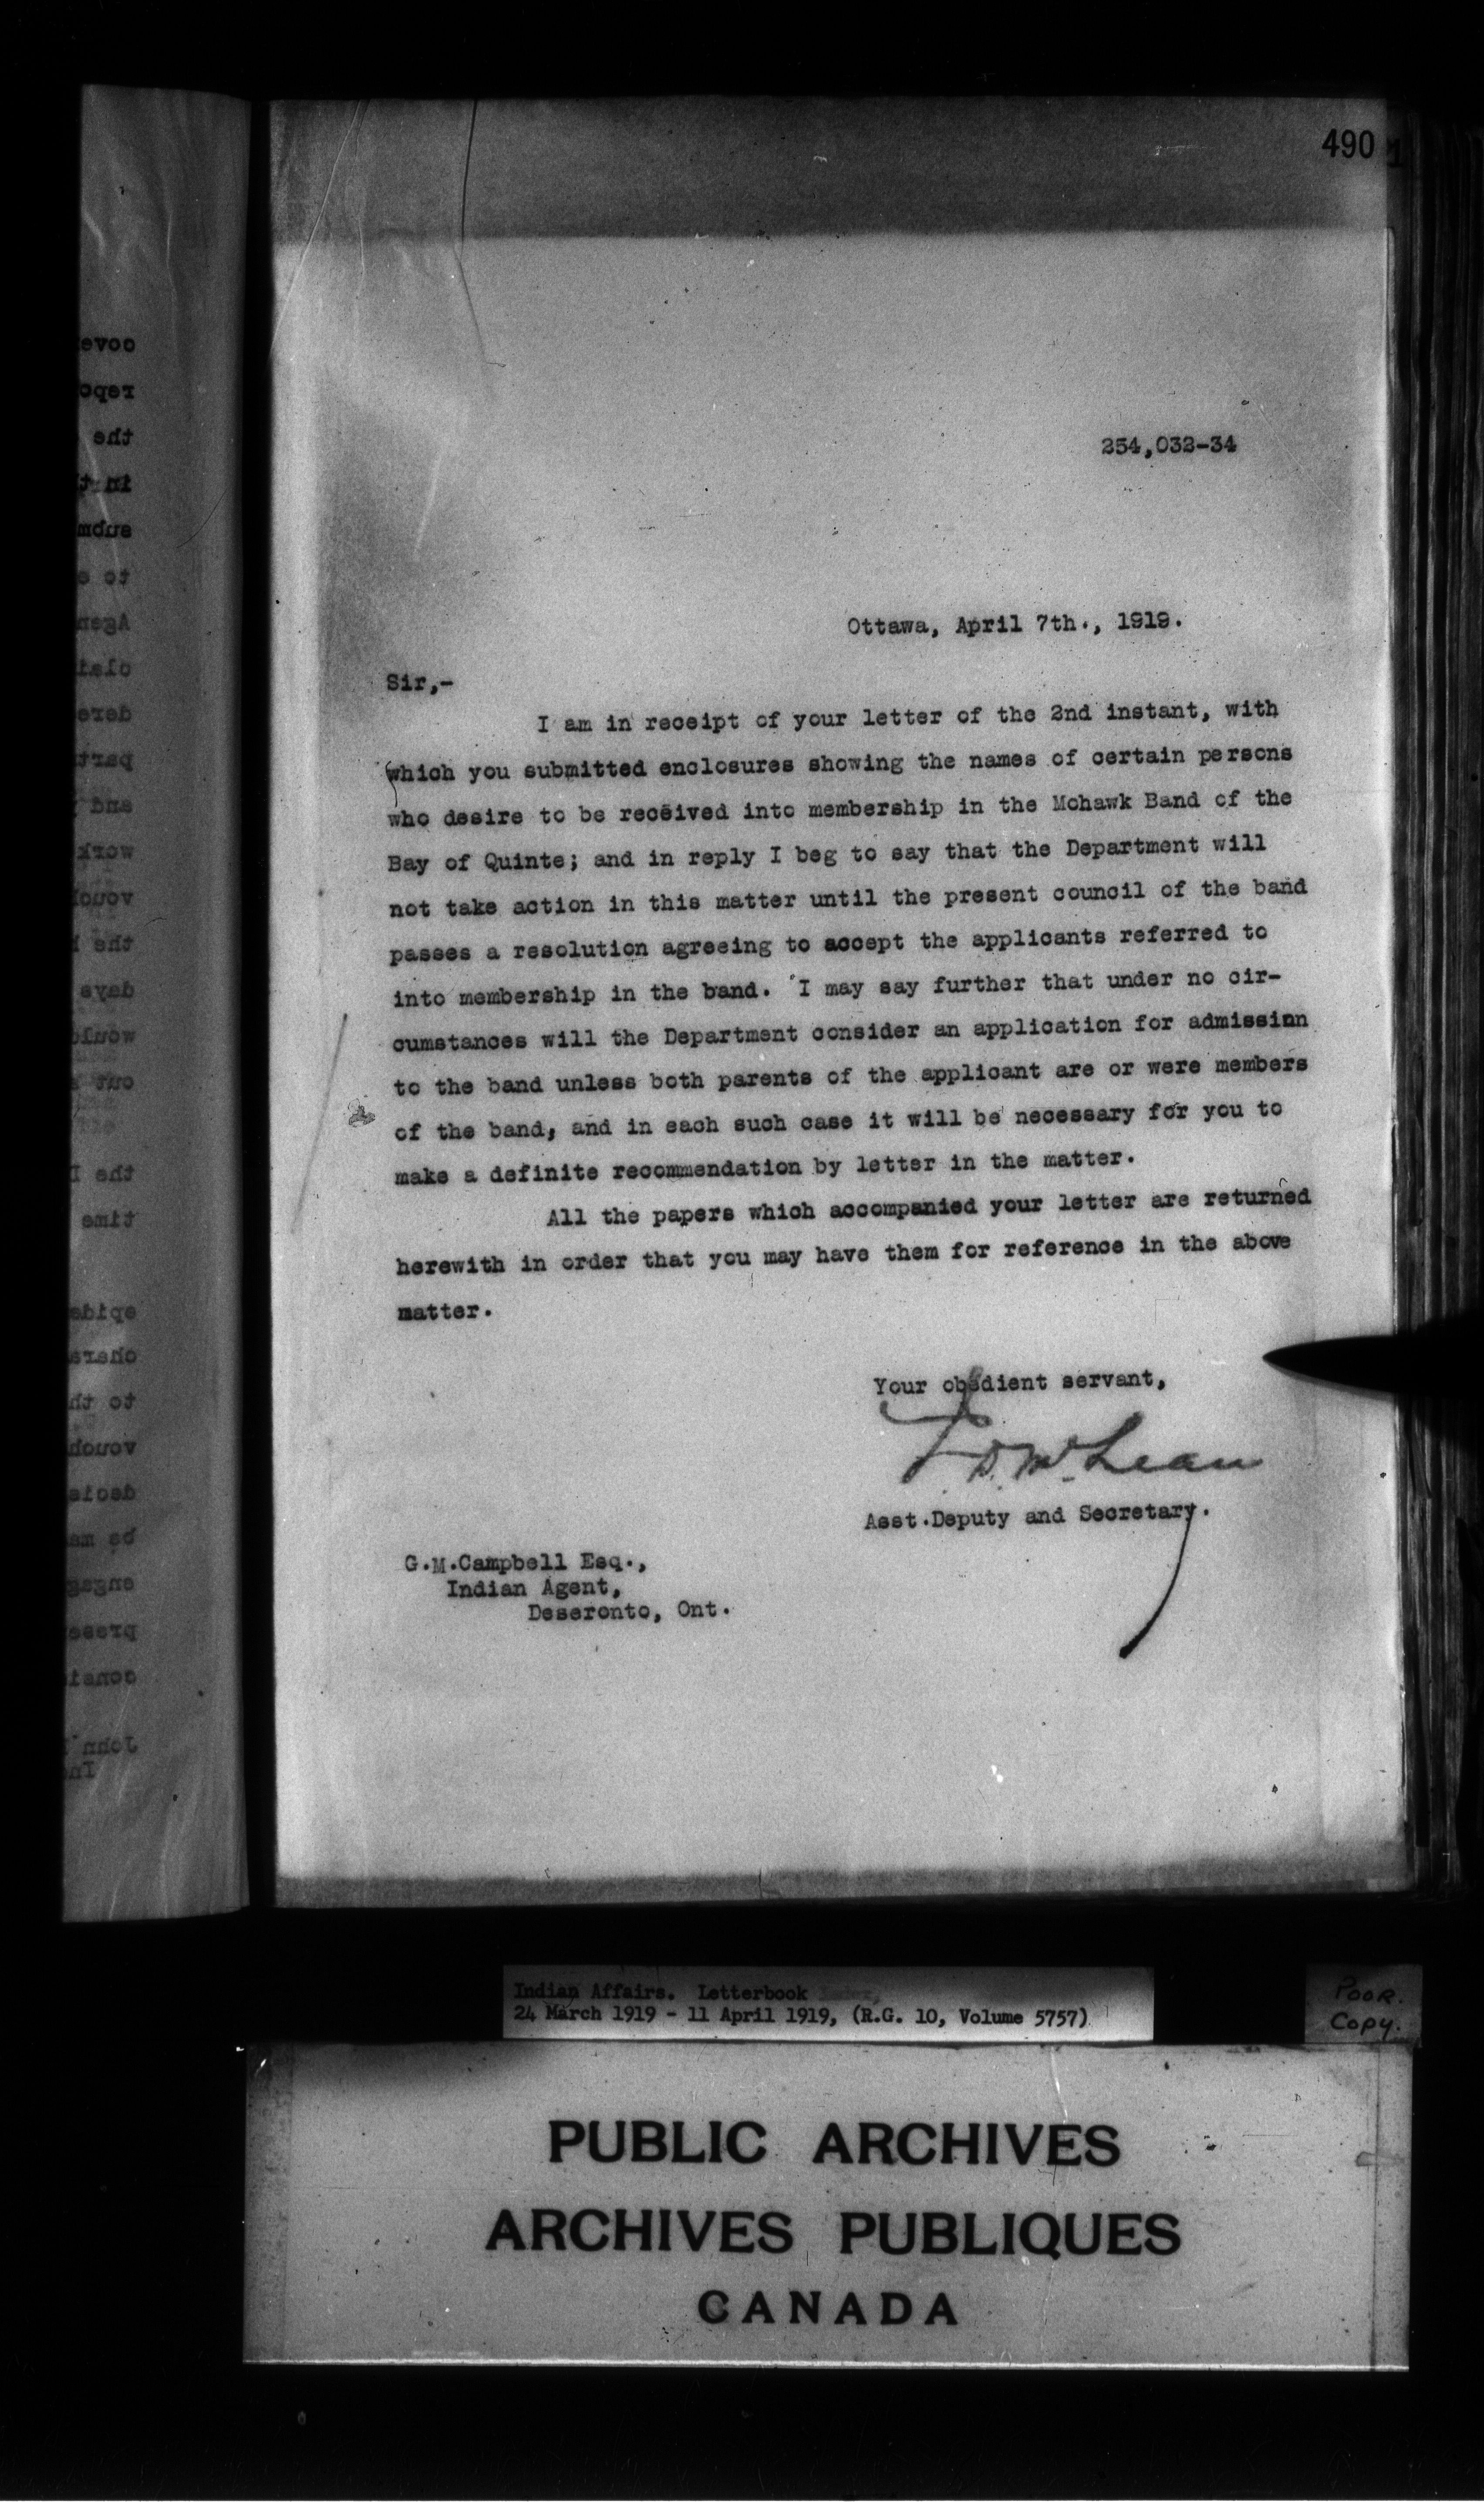 490
254,032-34
Ottawa, April 7th., 1919.
Sir,-
I am in receipt of your letter of the 2nd instant, with
which you submitted enclosures showing the names of certain persons
who desire to be received into membership in the Mohawk Band of the
Bay of Quinte; and in reply I beg to say that the Department will
not take action in this matter until the present council of the band
passes a resolution agreeing to accept the applicants referred to
into membership in the band. I may say further that under no cir-
cumstances will the Department consider an application for admissinn
to the band unless both parents of the applicant are or were members
of the band, and in each such case it will be necessary for you to
make a definite recommendation by letter in the matter.
All the papers which accompanied your letter are returned
herewith in order that you may have them for reference in the above
matter.
Your obedient servant,
J. D. McLean
Asst.Deputy and Secretary.
G.M.Campbell Esq.,
Indian Agent,
Deseronto, Ont.
Indian Affairs. Letterbook
24 March 1919 - 11 April 1919, (R.G. 10, Volume 5757)
POOR.
COPY.
PUBLIC ARCHIVES
ARCHIVES PUBLIQUES
CANADA